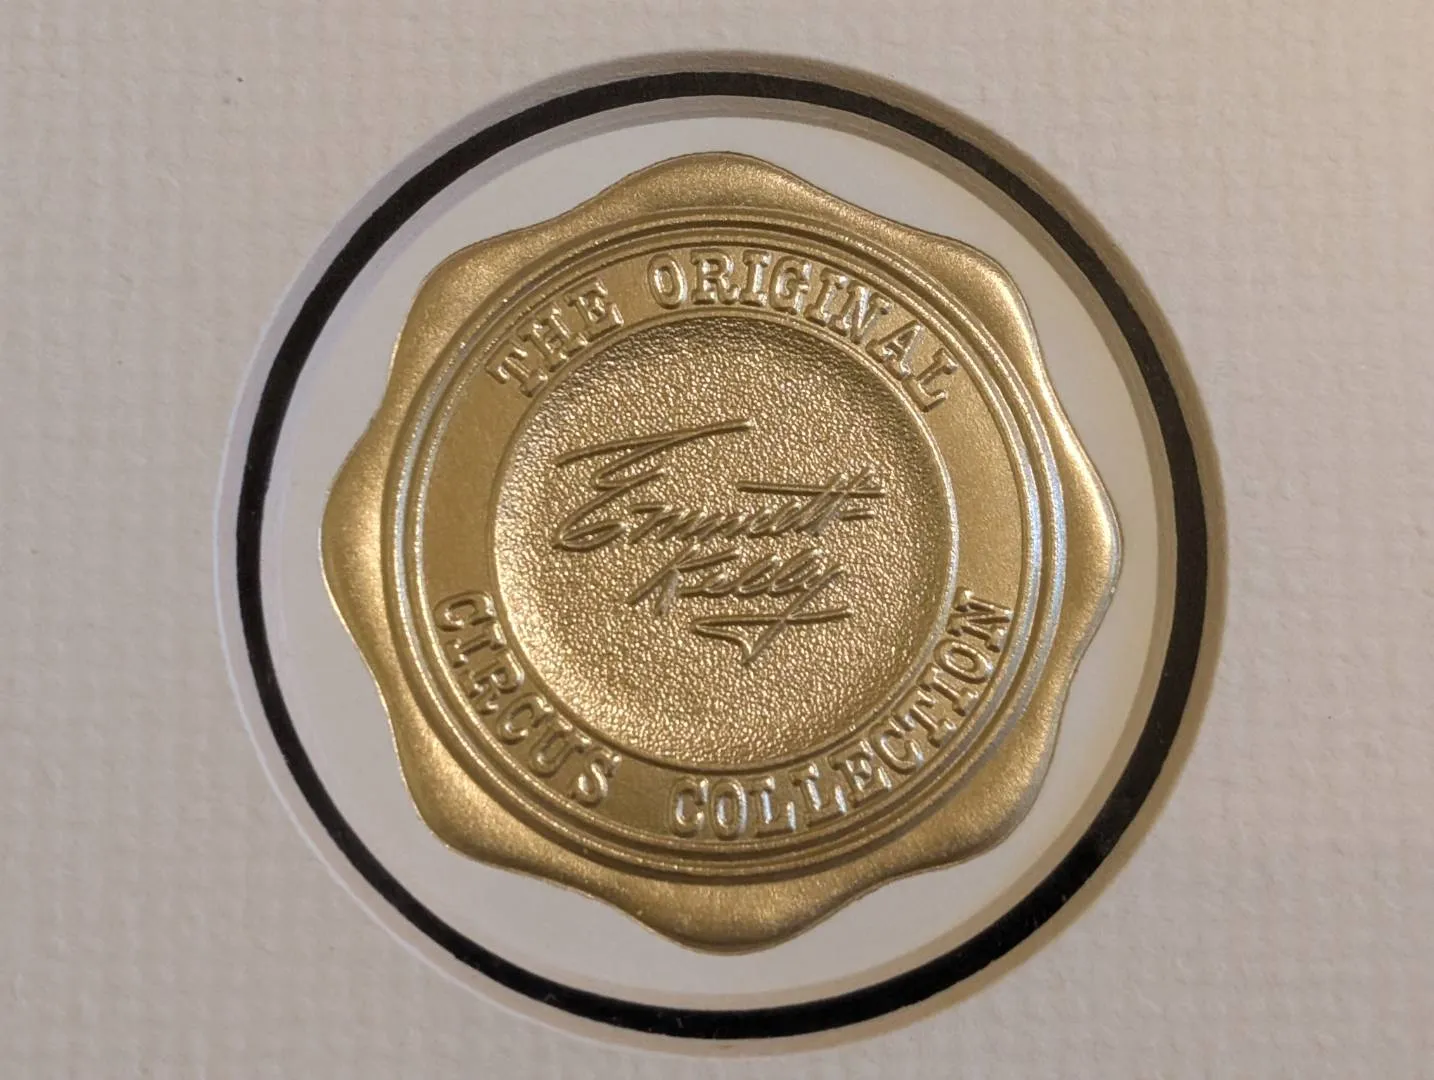 THE ORIGINAL
Emmett
Kelly
CIRCUS COLLECTION